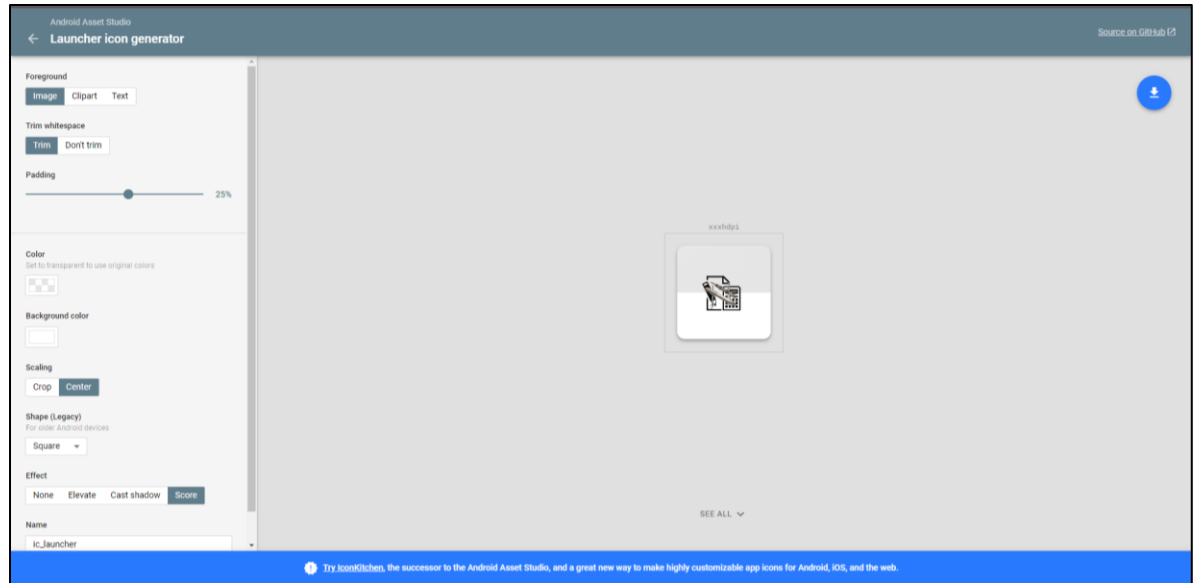 Android Asset Studio
Launcher icon generator
Source on GitHub
Foreground
Image Clipart Text
Trim whitespace
Trim Don't trim
Padding
25%
Color
Set to transparent to use original colors
Background color
Scaling
Crop Center
Shape (Legacy)
For older Android devices
Square
Effect
None Elevate Cast shadow Score
Name
ic_launcher
xxxhdpi
SEE ALL
Try IconKitchen, the successor to the Android Asset Studio, and a great new way to make highly customizable app icons for Android, iOS, and the web.